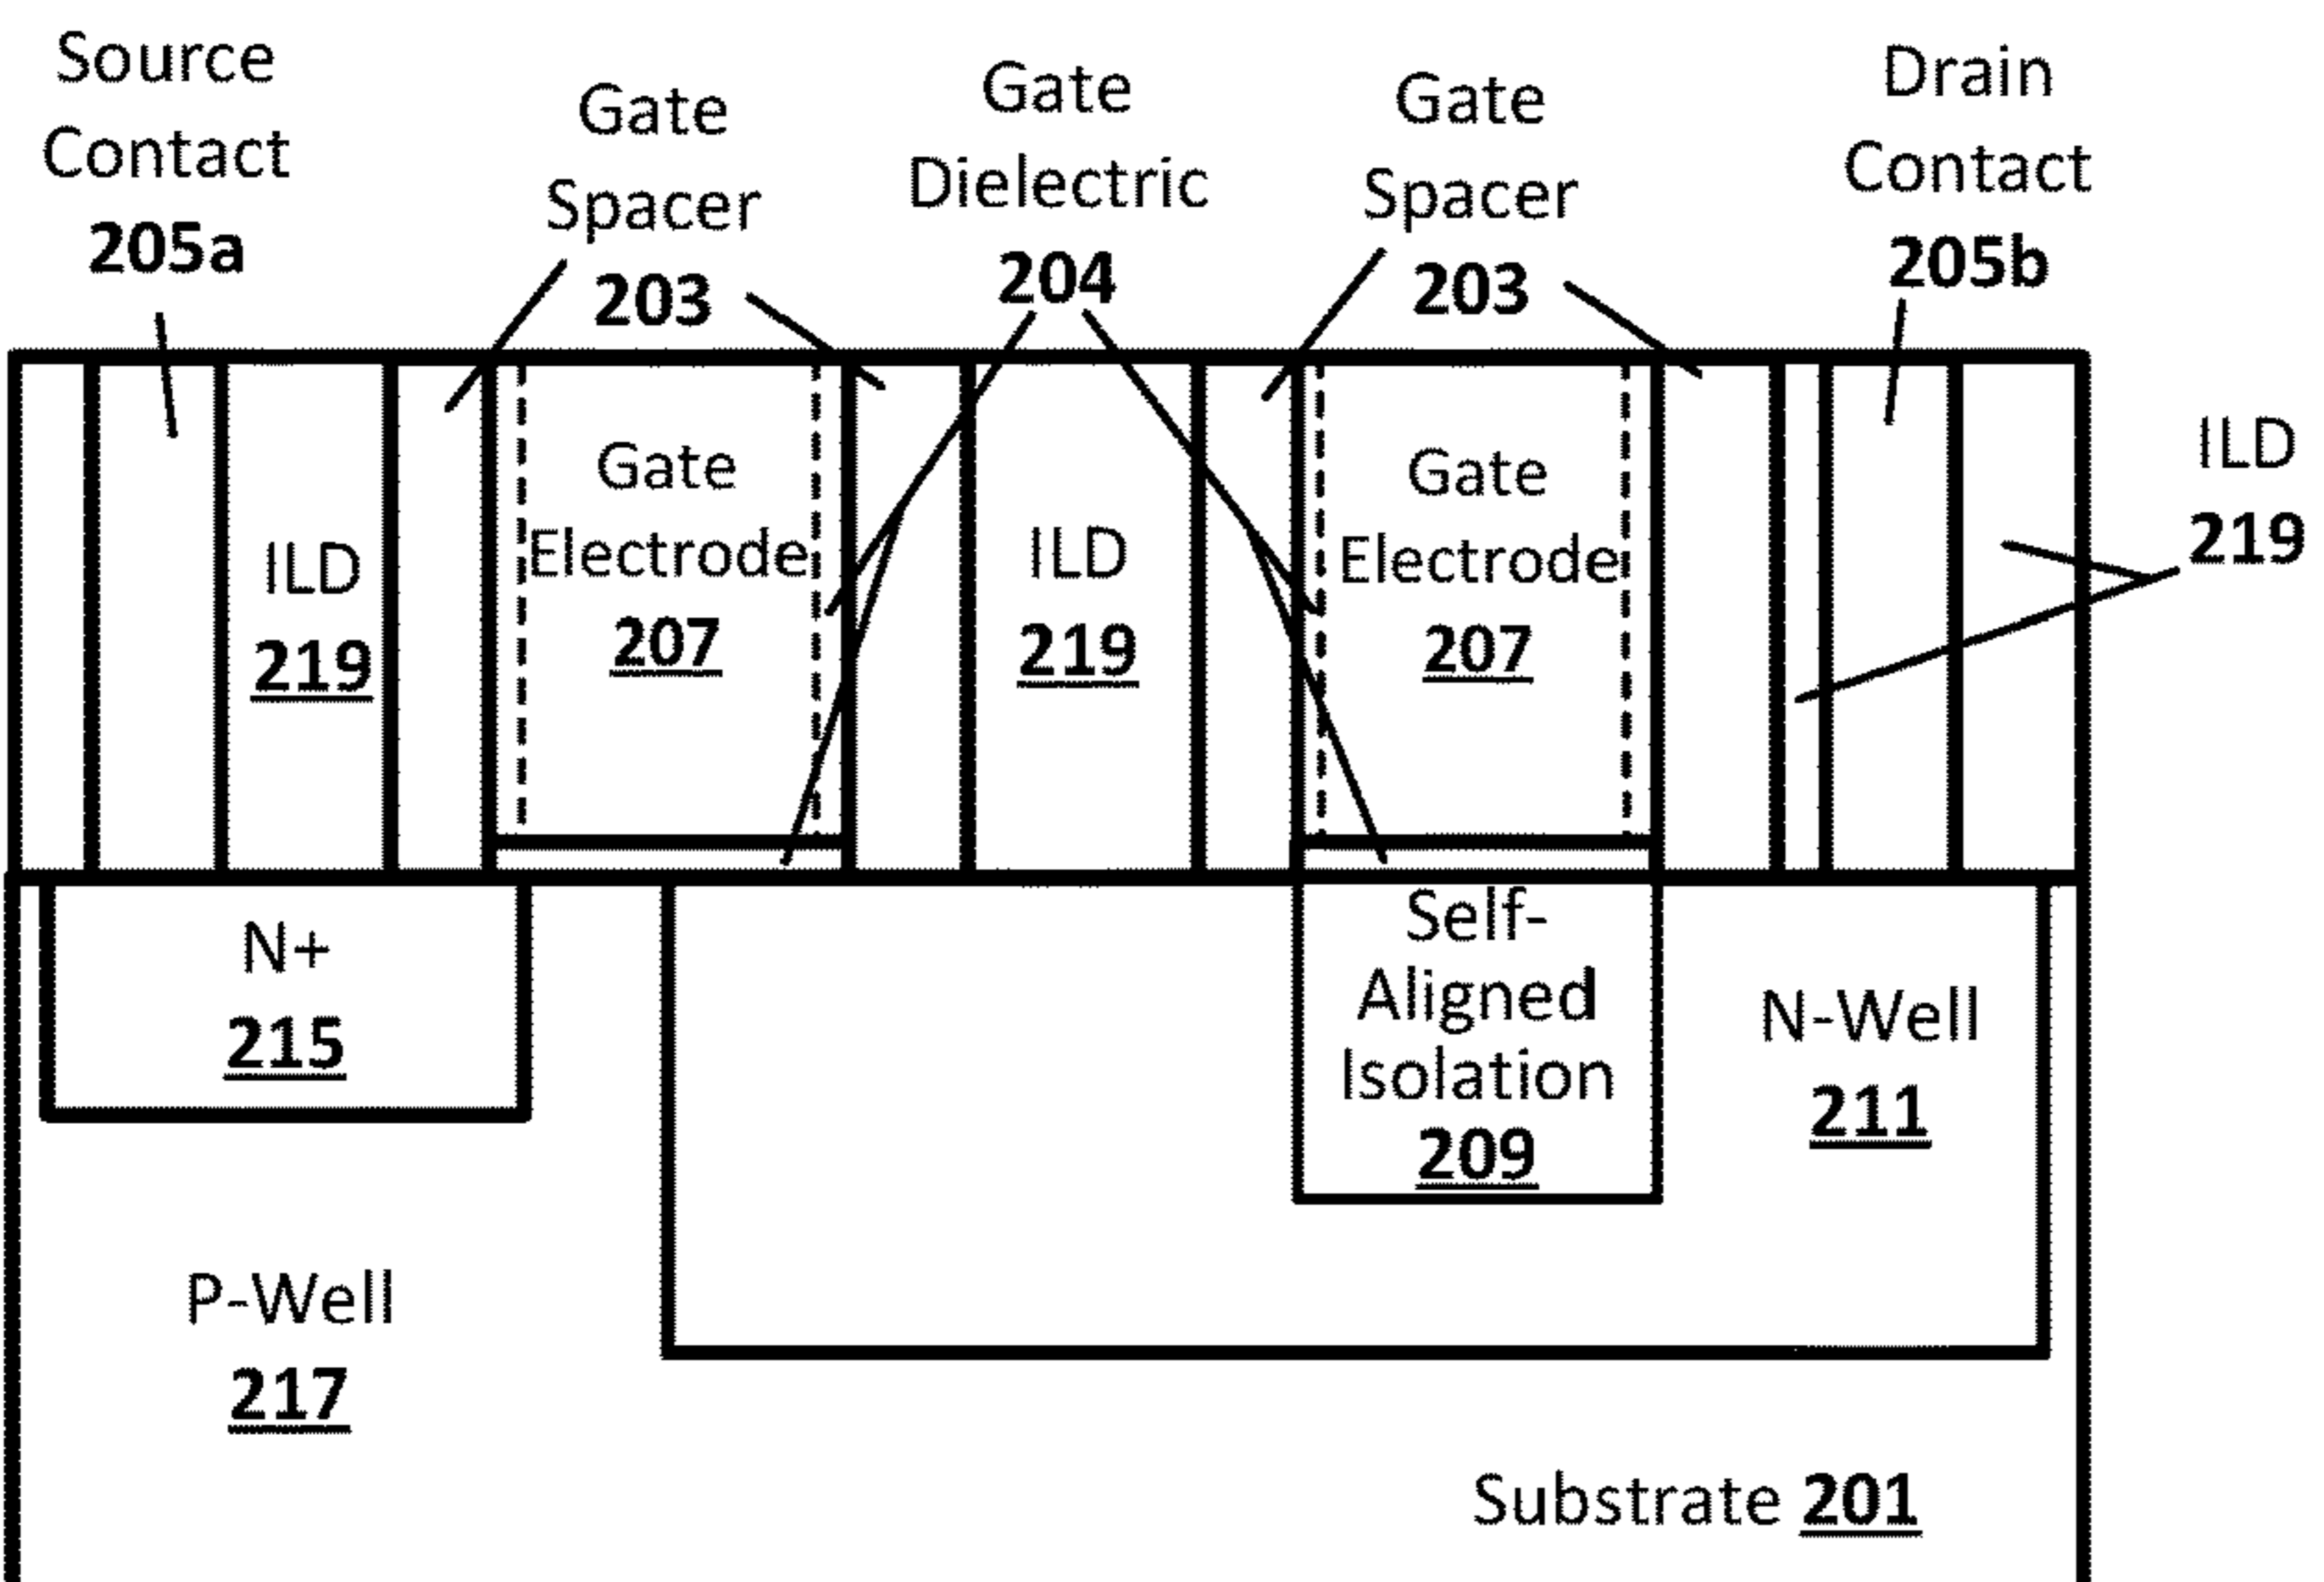 Source
Contact
205a
Gate
Spacer
203
Gate
Dielectric
204
Gate
Spacer
203
Drain
Contact
205b
ILD
219
Gate
Electrode
207
ILD
219
Gate
Electrode
207
ILD
219
N+
215
Self-
Aligned
Isolation
209
N-Well
211
P-Well
217
Substrate 201